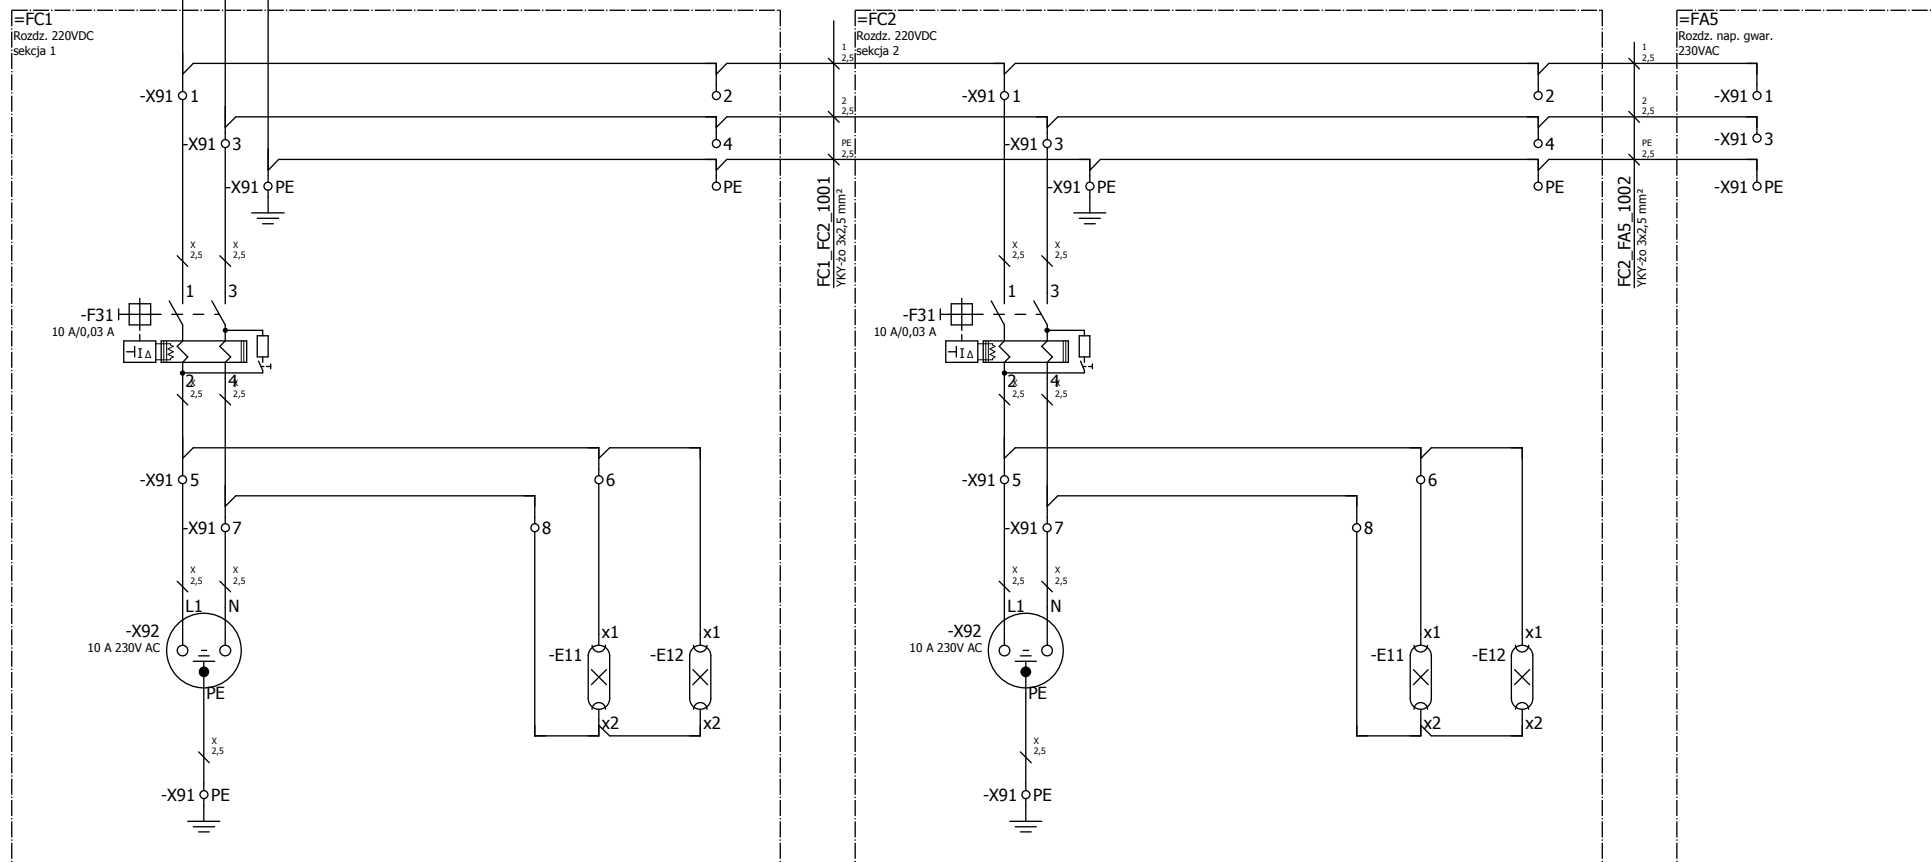 =FC1
Rozdz. 220VDC
sekcja 1
-X91 1
2
-X91 3
4
-X91 PE
PE
1
2,5
2
2,5
PE
2,5
FC1_FC2_1001
YKY-żo 3x2,5 mm²
X
2,5
X
2,5
1
3
-F31
10 A/0,03 A
I Δ
2
4
X
2,5
X
2,5
-X91 5
6
-X91 7
8
X
2,5
X
2,5
L1
N
-X92
10 A 230V AC
PE
X
2,5
-X91 PE
x1
-E11
x2
x1
-E12
x2
=FC2
Rozdz. 220VDC
sekcja 2
-X91 1
2
-X91 3
4
-X91 PE
PE
1
2,5
2
2,5
PE
2,5
FC2_FA5_1002
YKY-żo 3x2,5 mm²
X
2,5
X
2,5
1
3
-F31
10 A/0,03 A
I Δ
2
4
X
2,5
X
2,5
-X91 5
6
-X91 7
8
X
2,5
X
2,5
L1
N
-X92
10 A 230V AC
PE
X
2,5
-X91 PE
x1
-E11
x2
x1
-E12
x2
=FA5
Rozdz. nap. gwar.
230VAC
-X91 1
-X91 3
-X91 PE